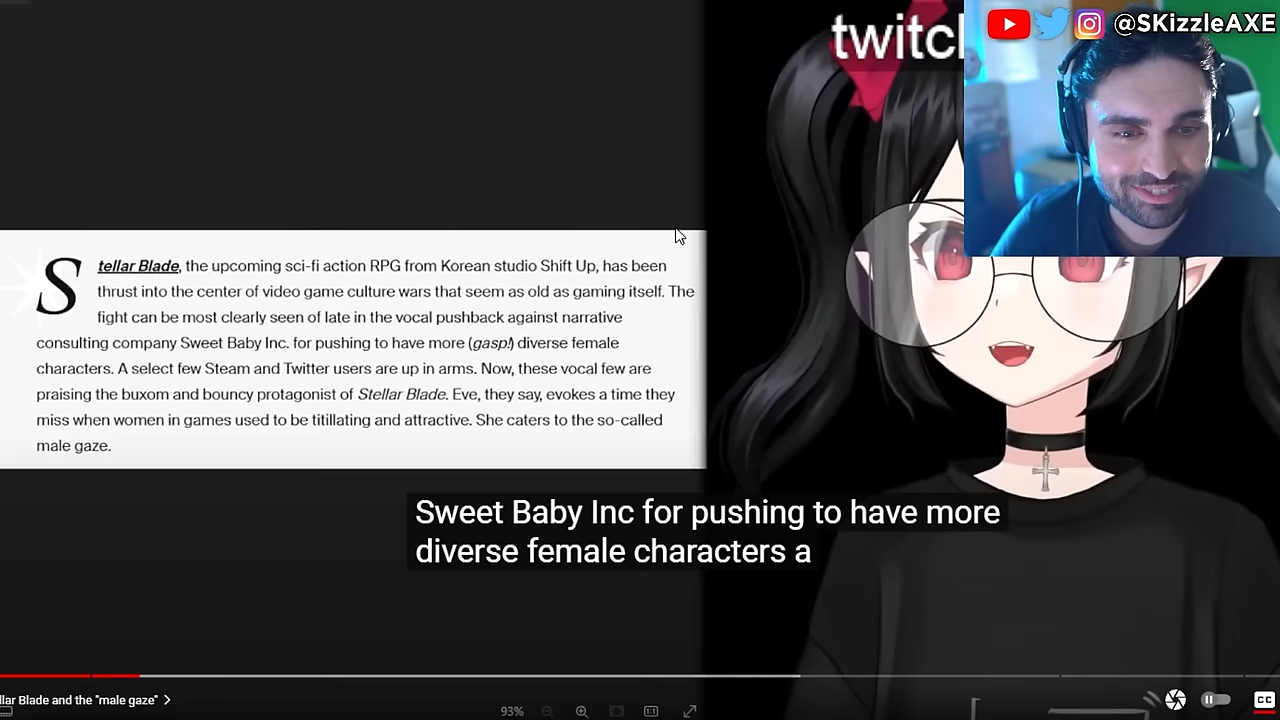 twitch
@SKizzleAXE
Stellar Blade, the upcoming sci-fi action RPG from Korean studio Shift Up, has been
thrust into the center of video game culture wars that seem as old as gaming itself. The
fight can be most clearly seen of late in the vocal pushback against narrative
consulting company Sweet Baby Inc. for pushing to have more (gasp!) diverse female
characters. A select few Steam and Twitter users are up in arms. Now, these vocal few are
praising the buxom and bouncy protagonist of Stellar Blade. Eve, they say, evokes a time they
miss when women in games used to be titillating and attractive. She caters to the so-called
male gaze.
Sweet Baby Inc for pushing to have more
diverse female characters a
llar Blade and the "male gaze"
93%
1:1
CC